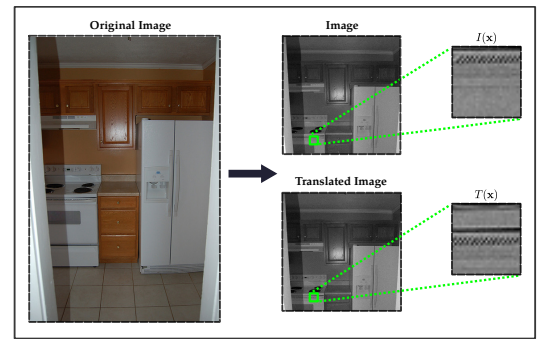 Original Image
Image
I(x)
Translated Image
T(x)